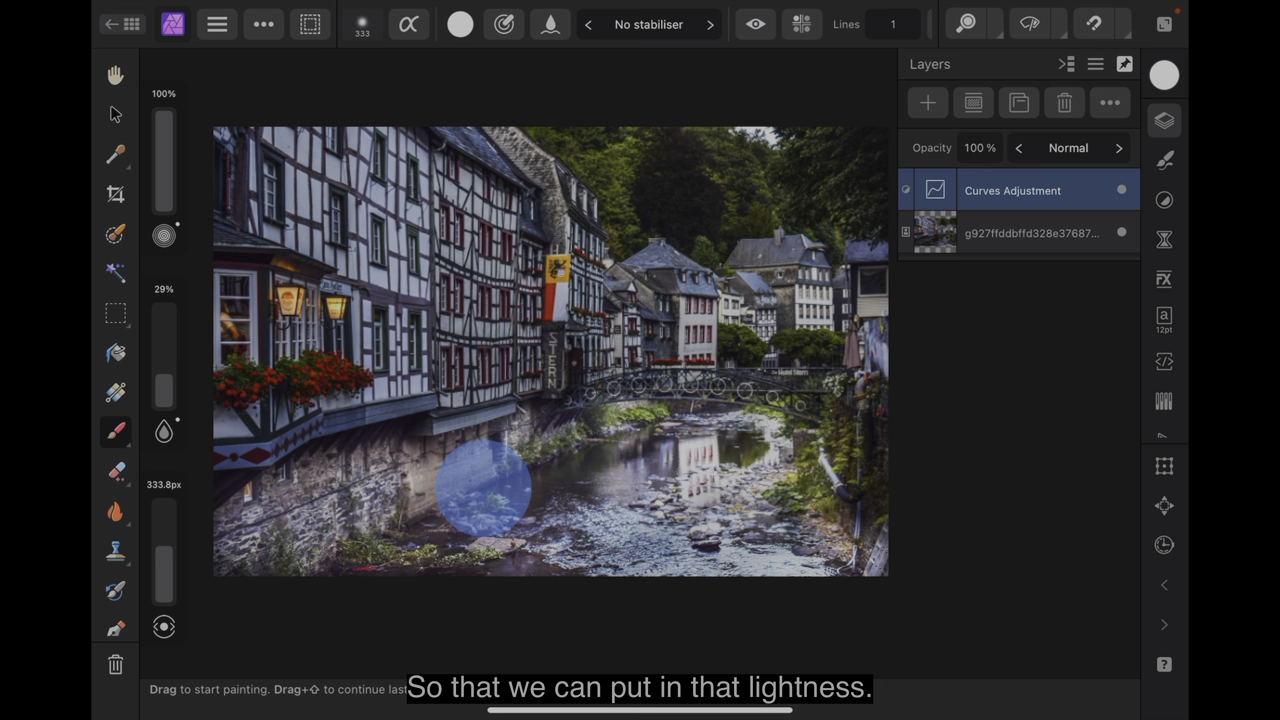 333
No stabiliser
Lines
1
Layers
100%
Opacity
100 %
Normal
Curves Adjustment
g927ffddbffd328e37687...
29%
12pt
STERN
333.8px
Drag to start painting. Drag+⇧ to continue last
So that we can put in that lightness.